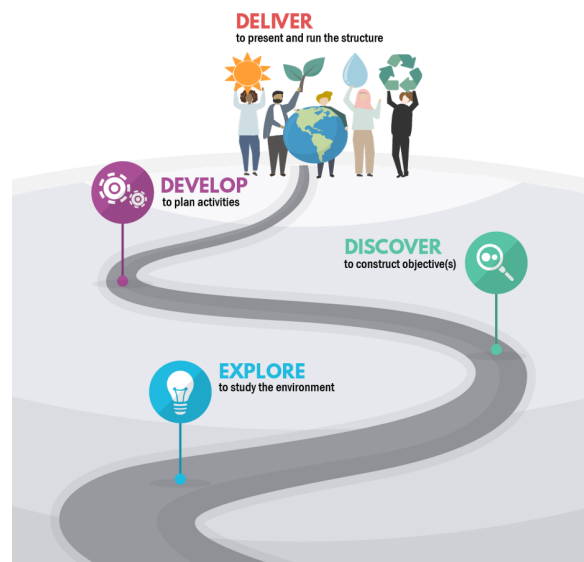 DELIVER
to present and run the structure
DEVELOP
to plan activities
DISCOVER
to construct objective(s)
EXPLORE
to study the environment